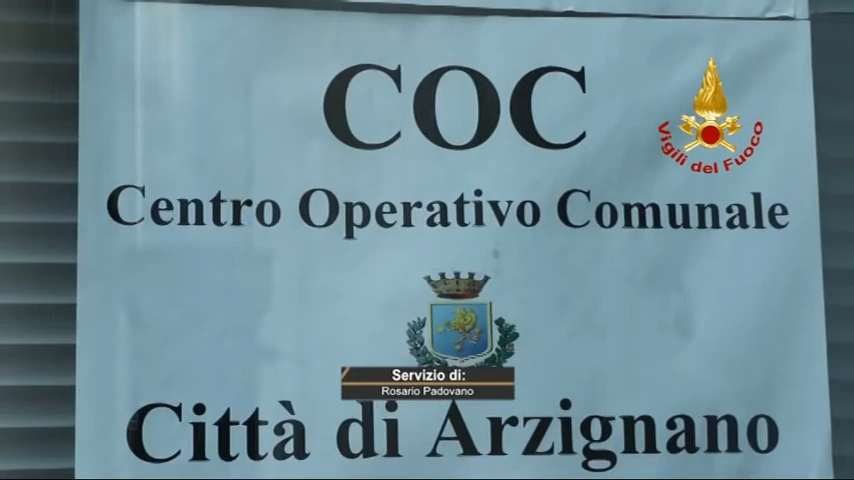 COC
Vigili del Fuoco
Centro Operativo Comunale
Servizio di:
Rosario Padovano
Città di Arzignano